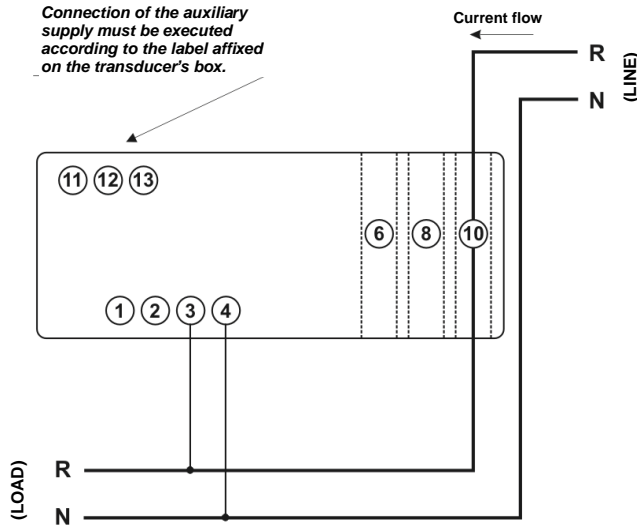 Connection of the auxiliary
supply must be executed
according to the label affixed
on the transducer's box.
Current flow
R
N
(LINE)
11 12 13
6 8 10
1 2 3 4
(LOAD)
R
N